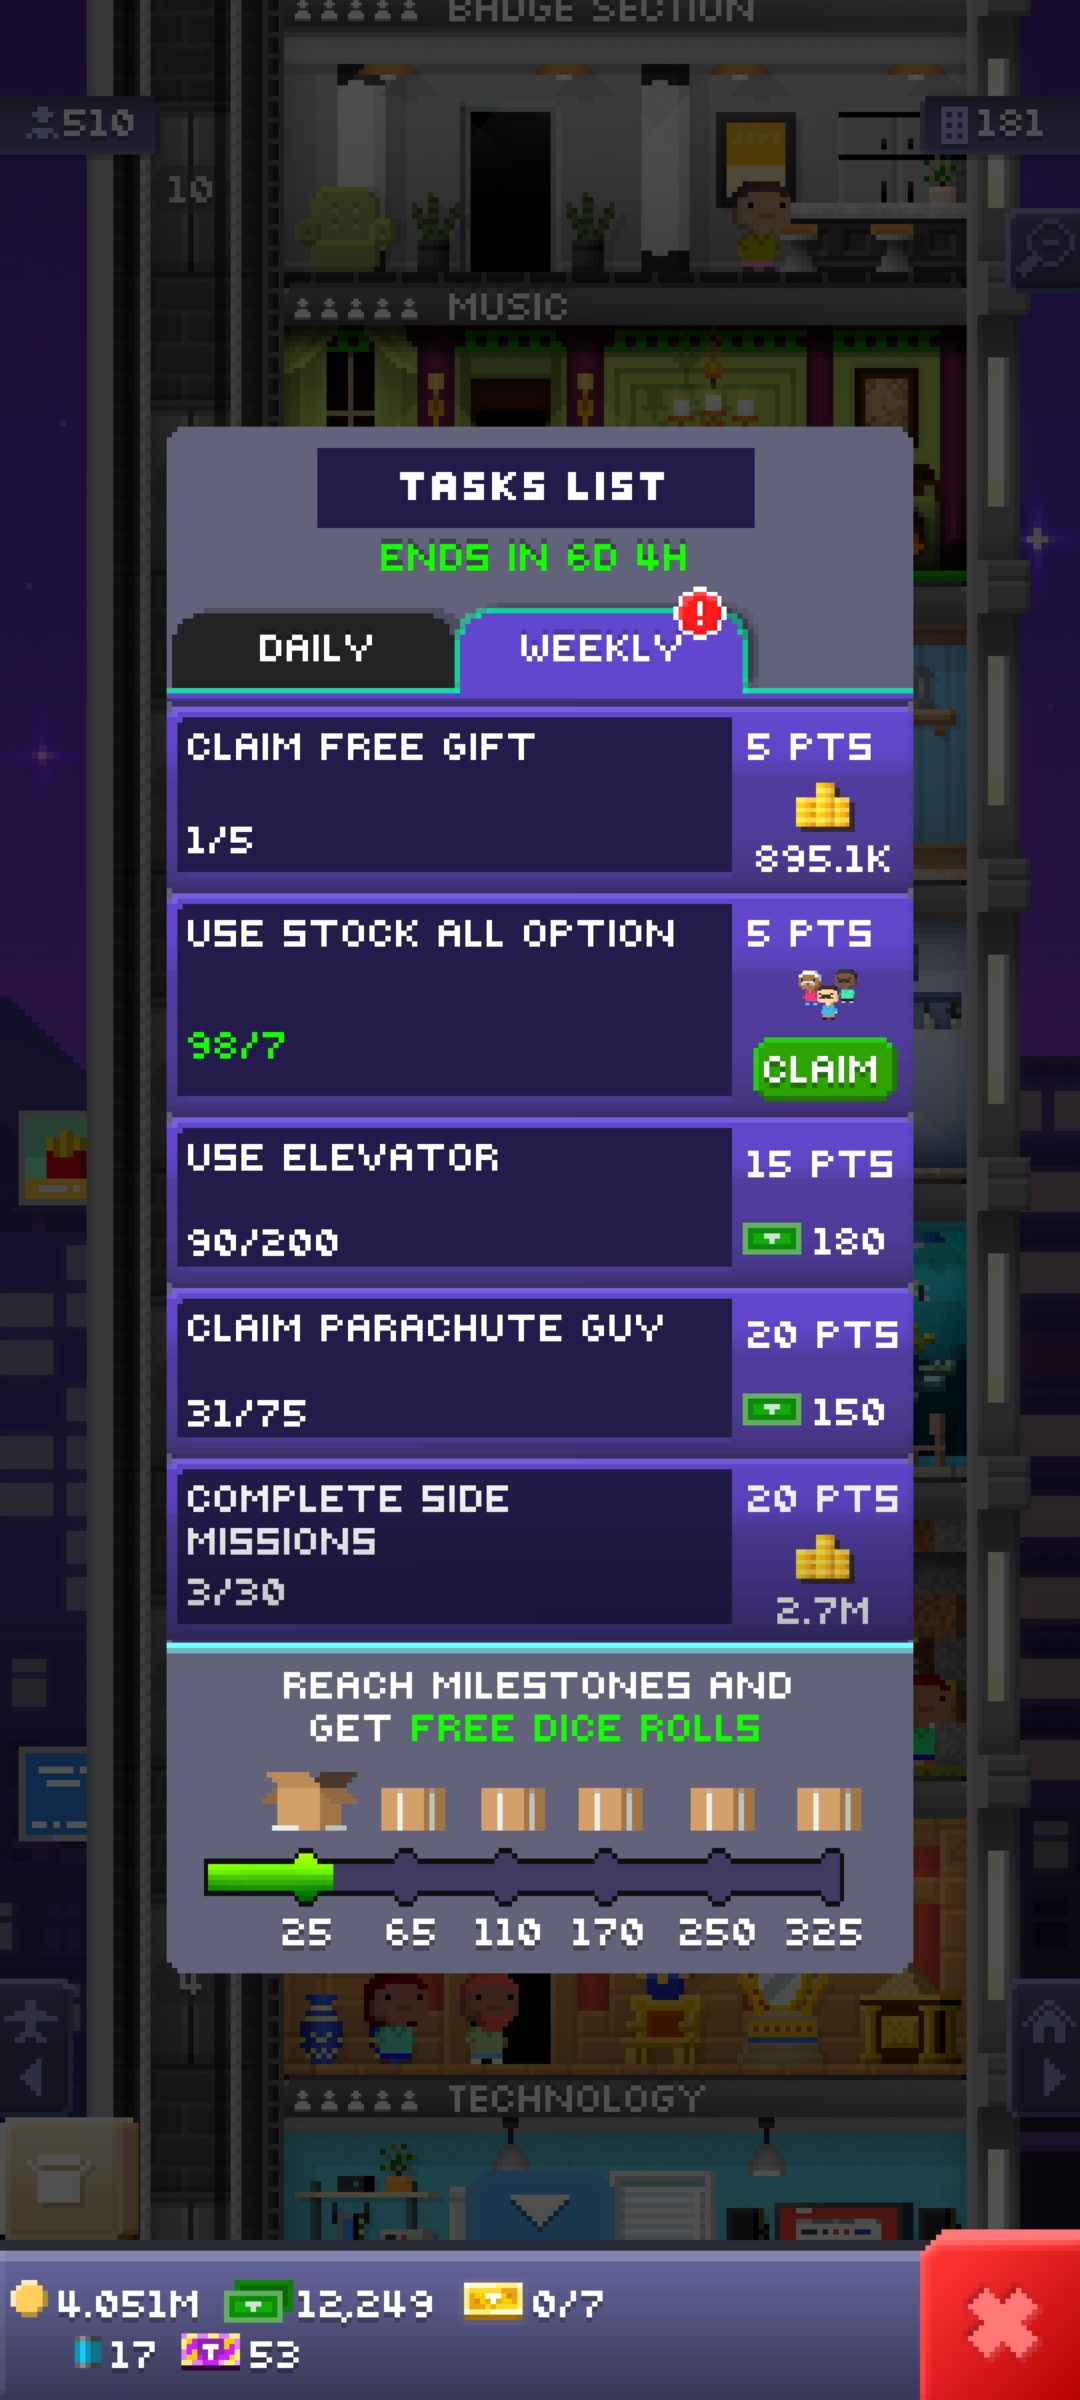 BADGE SECTION
510
181
10
MUSIC
TASKS LIST
ENDS IN 6D 4H
DAILY
WEEKLY
!
CLAIM FREE GIFT
5 PTS
1/5
895.1K
USE STOCK ALL OPTION
5 PTS
98/7
CLAIM
USE ELEVATOR
15 PTS
90/200
180
CLAIM PARACHUTE GUY
20 PTS
31/75
150
COMPLETE SIDE
MISSIONS
20 PTS
3/30
2.7M
REACH MILESTONES AND
GET FREE DICE ROLLS
25 65 110 170 250 325
4
TECHNOLOGY
4.051M 12,249 0/7
17 53